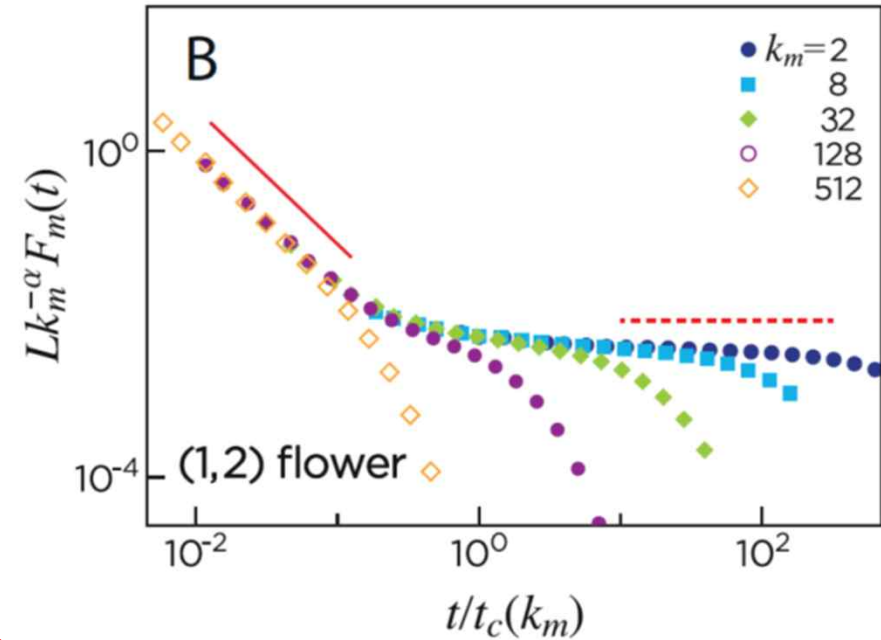 B
k_m=2
8
32
128
512
10^0
10^-4
Lk_m^-α F_m(t)
(1,2) flower
10^-2
10^0
10^2
t/t_c(k_m)